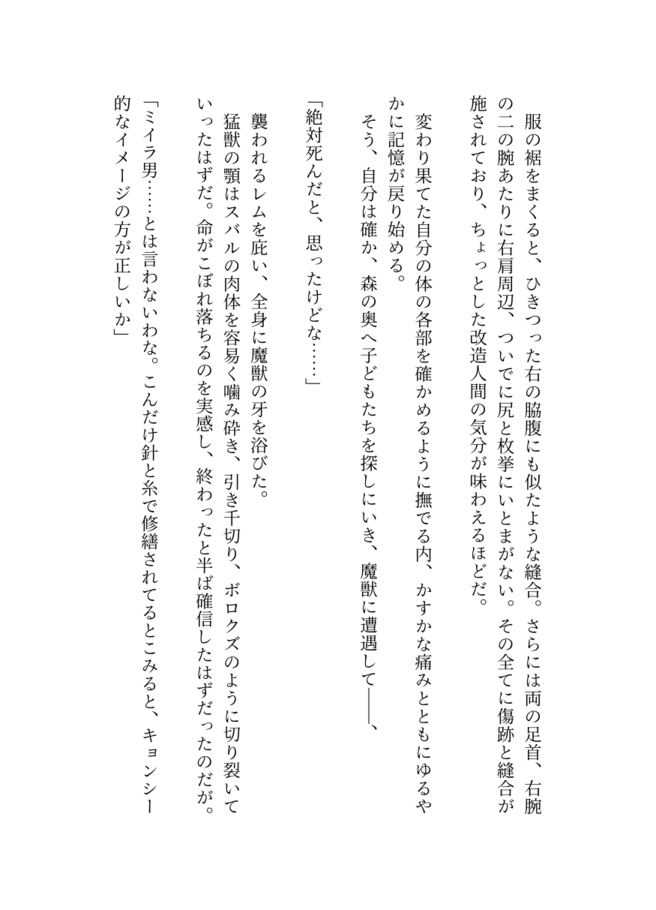 服の裾をまくると、ひきつった右の脇腹にも似たような縫合。さらには両の足首、右腕
の二の腕あたりに右肩周辺、ついでに尻と枚挙にいとまがない。その全てに傷跡と縫合が
施されており、ちょっとした改造人間の気分が味わえるほどだ。
　変わり果てた自分の体の各部を確かめるように撫でる内、かすかな痛みとともにゆるや
かに記憶が戻り始める。
　そう、自分は確か、森の奥へ子どもたちを探しにいき、魔獣に遭遇して――、
「絶対死んだと、思ったけどな……」
　襲われるレムを庇い、全身に魔獣の牙を浴びた。
　猛獣の顎はスバルの肉体を容易く噛み砕き、引き千切り、ボロクズのように切り裂いて
いったはずだ。命がこぼれ落ちるのを実感し、終わったと半ば確信したはずだったのだが。
「ミイラ男……とは言わないわな。こんだけ針と糸で修繕されてるとこみると、キョンシー
的なイメージの方が正しいか」